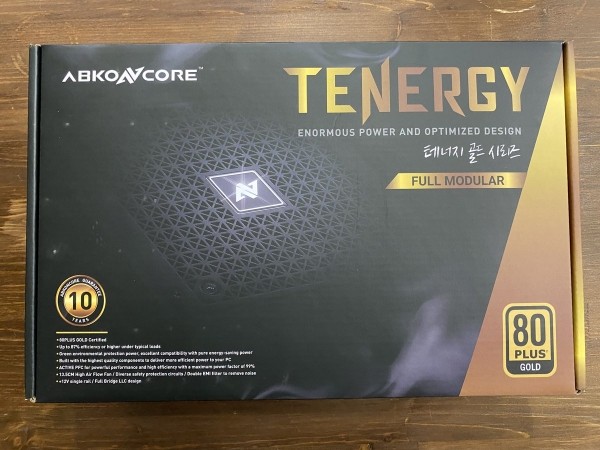 ABKONCORE™
TENERGY
ENORMOUS POWER AND OPTIMIZED DESIGN
테너지 골드 시리즈
FULL MODULAR
ABKONCORE GUARANTEE
10
YEARS
• 80PLUS GOLD Certified
• Up to 87% efficiency or higher under typical loads
• Green environmental protection power, excellent compatibility with pure energy-saving power
• Built with the highest quality components to deliver more efficient power to your PC
• ACTIVE PFC for powerful performance and high efficiency with a maximum power factor of 99%
• 13.5CM High Air Flow Fan / Diverse safety protection circuits / Double EMI filter to remove noise
• +12V single rail / Full Bridge LLC design
80
PLUS®
GOLD